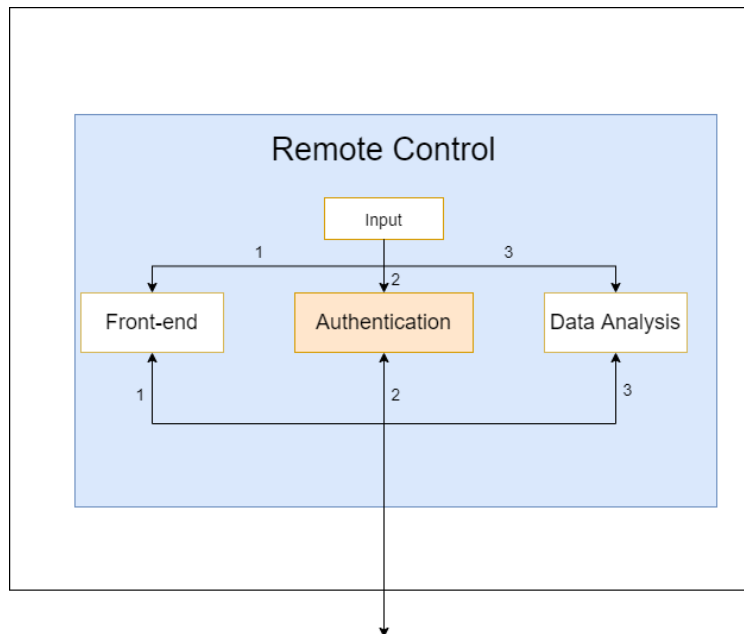 Remote Control
Input
1
3
2
Front-end
Authentication
Data Analysis
1
2
3